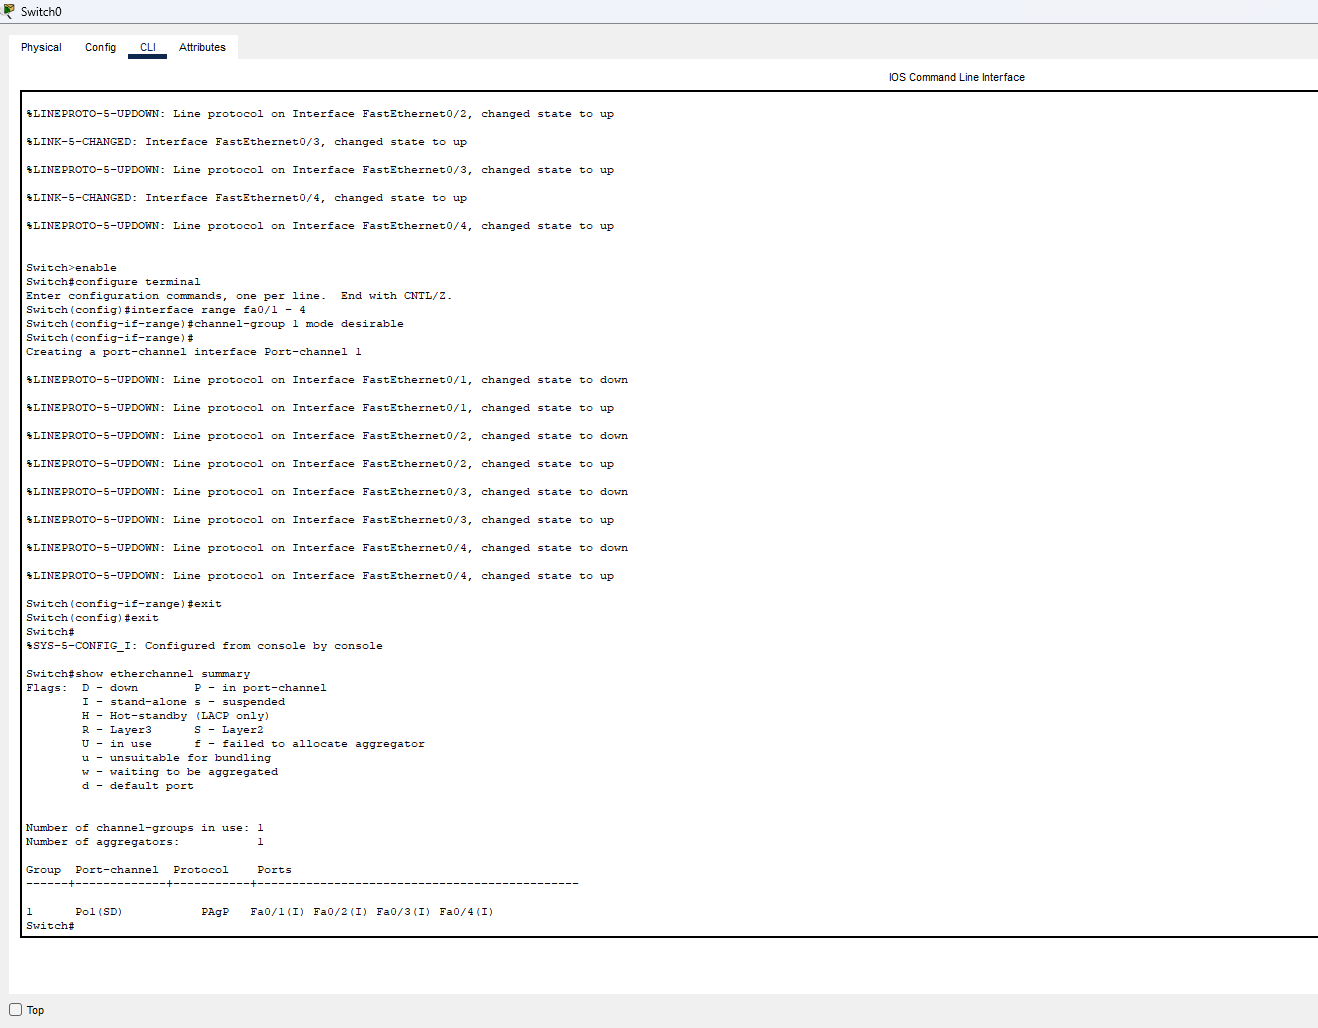 Switch0
Physical Config CLI Attributes
IOS Command Line Interface
%LINEPROTO-5-UPDOWN: Line protocol on Interface FastEthernet0/2, changed state to up
%LINK-5-CHANGED: Interface FastEthernet0/3, changed state to up
%LINEPROTO-5-UPDOWN: Line protocol on Interface FastEthernet0/3, changed state to up
%LINK-5-CHANGED: Interface FastEthernet0/4, changed state to up
%LINEPROTO-5-UPDOWN: Line protocol on Interface FastEthernet0/4, changed state to up
Switch>enable
Switch#configure terminal
Enter configuration commands, one per line.  End with CNTL/Z.
Switch(config)#interface range fa0/1 - 4
Switch(config-if-range)#channel-group 1 mode desirable
Switch(config-if-range)#
Creating a port-channel interface Port-channel 1
%LINEPROTO-5-UPDOWN: Line protocol on Interface FastEthernet0/1, changed state to down
%LINEPROTO-5-UPDOWN: Line protocol on Interface FastEthernet0/1, changed state to up
%LINEPROTO-5-UPDOWN: Line protocol on Interface FastEthernet0/2, changed state to down
%LINEPROTO-5-UPDOWN: Line protocol on Interface FastEthernet0/2, changed state to up
%LINEPROTO-5-UPDOWN: Line protocol on Interface FastEthernet0/3, changed state to down
%LINEPROTO-5-UPDOWN: Line protocol on Interface FastEthernet0/3, changed state to up
%LINEPROTO-5-UPDOWN: Line protocol on Interface FastEthernet0/4, changed state to down
%LINEPROTO-5-UPDOWN: Line protocol on Interface FastEthernet0/4, changed state to up
Switch(config-if-range)#exit
Switch(config)#exit
Switch#
%SYS-5-CONFIG_I: Configured from console by console
Switch#show etherchannel summary
Flags:  D - down        P - in port-channel
        I - stand-alone s - suspended
        H - Hot-standby (LACP only)
        R - Layer3      S - Layer2
        U - in use      f - failed to allocate aggregator
        u - unsuitable for bundling
        w - waiting to be aggregated
        d - default port
Number of channel-groups in use: 1
Number of aggregators:           1
Group  Port-channel  Protocol    Ports
------+-------------+-----------+----------------------------------------------
1      Po1(SD)           PAgP   Fa0/1(I) Fa0/2(I) Fa0/3(I) Fa0/4(I)
Switch#
Top